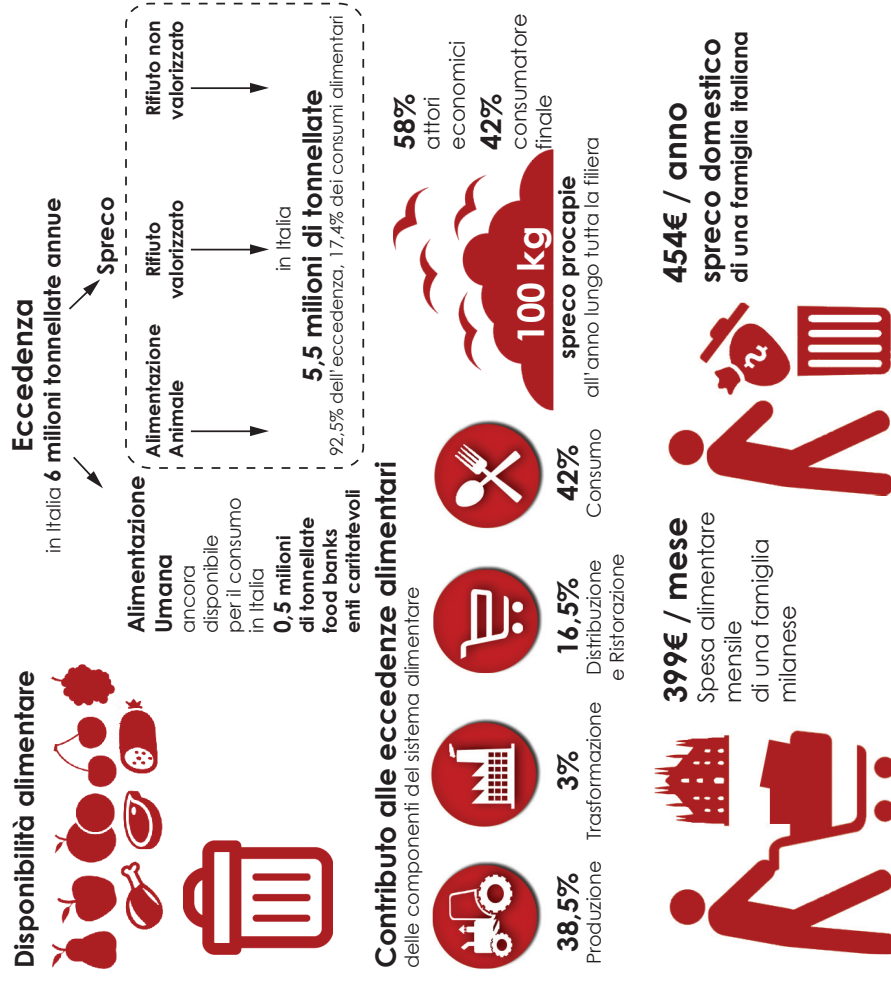 Disponibilità alimentare
Eccedenza
in Italia 6 milioni tonnellate annue
Spreco
Alimentazione
Umana
ancora
disponibile
per il consumo
in Italia
0,5 milioni
di tonnellate
food banks
enti caritatevoli
Alimentazione
Animale
Rifiuto
valorizzato
Rifiuto non
valorizzato
in Italia
5,5 milioni di tonnellate
92,5% dell'eccedenza, 17,4% dei consumi alimentari
Contributo alle eccedenze alimentari
delle componenti del sistema alimentare
38,5%
Produzione
3%
Trasformazione
16,5%
Distribuzione
e Ristorazione
42%
Consumo
58%
attori
economici
42%
consumatore
finale
100 kg
spreco procapie
all'anno lungo tutta la filiera
399€ / mese
Spesa alimentare
mensile
di una famiglia
milanese
454€ / anno
spreco domestico
di una famiglia italiana